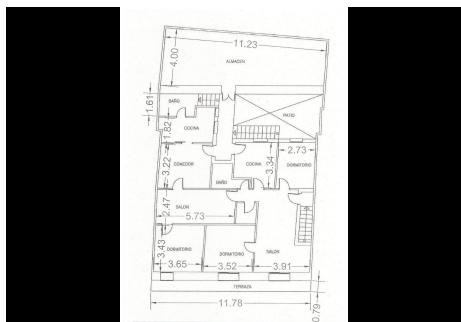 11.23
4.00
ALMACEN
1.61
BAÑO
PATIO
1.82
COCINA
2.73
3.22
COMEDOR
COCINA
3.34
DORMITORIO
BAÑO
2.47
SALON
5.73
3.43
DORMITORIO
DORMITORIO
SALON
3.65
3.52
3.91
TERRAZA
11.78
0.79